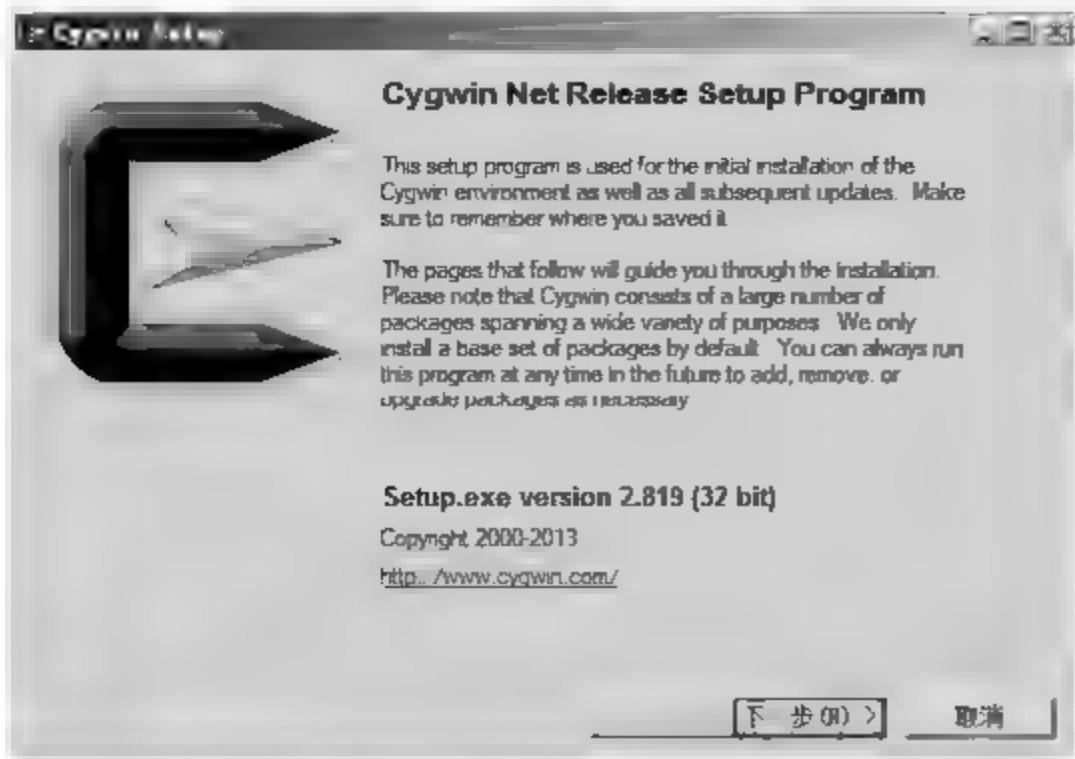 Cygwin Setup
Cygwin Net Release Setup Program
This setup program is used for the initial installation of the
Cygwin environment as well as all subsequent updates. Make
sure to remember where you saved it
The pages that follow will guide you through the installation.
Please note that Cygwin consists of a large number of
packages spanning a wide variety of purposes We only
install a base set of packages by default You can always run
this program at any time in the future to add, remove, or
upgrade packages as necessary
Setup.exe version 2.819 (32 bit)
Copyright 2000-2013
http://www.cygwin.com/
下一步(N) >
取消